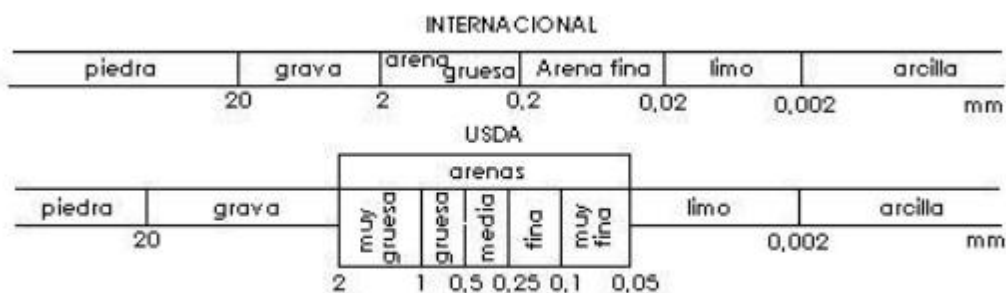 INTERNACIONAL
piedra grava arena gruesa Arena fina limo arcilla
20 2 0,2 0,02 0,002 mm
USDA
arenas
piedra grava muy gruesa gruesa media fina muy fina limo arcilla
20 0,002 mm
2 1 0,5 0,25 0,1 0,05